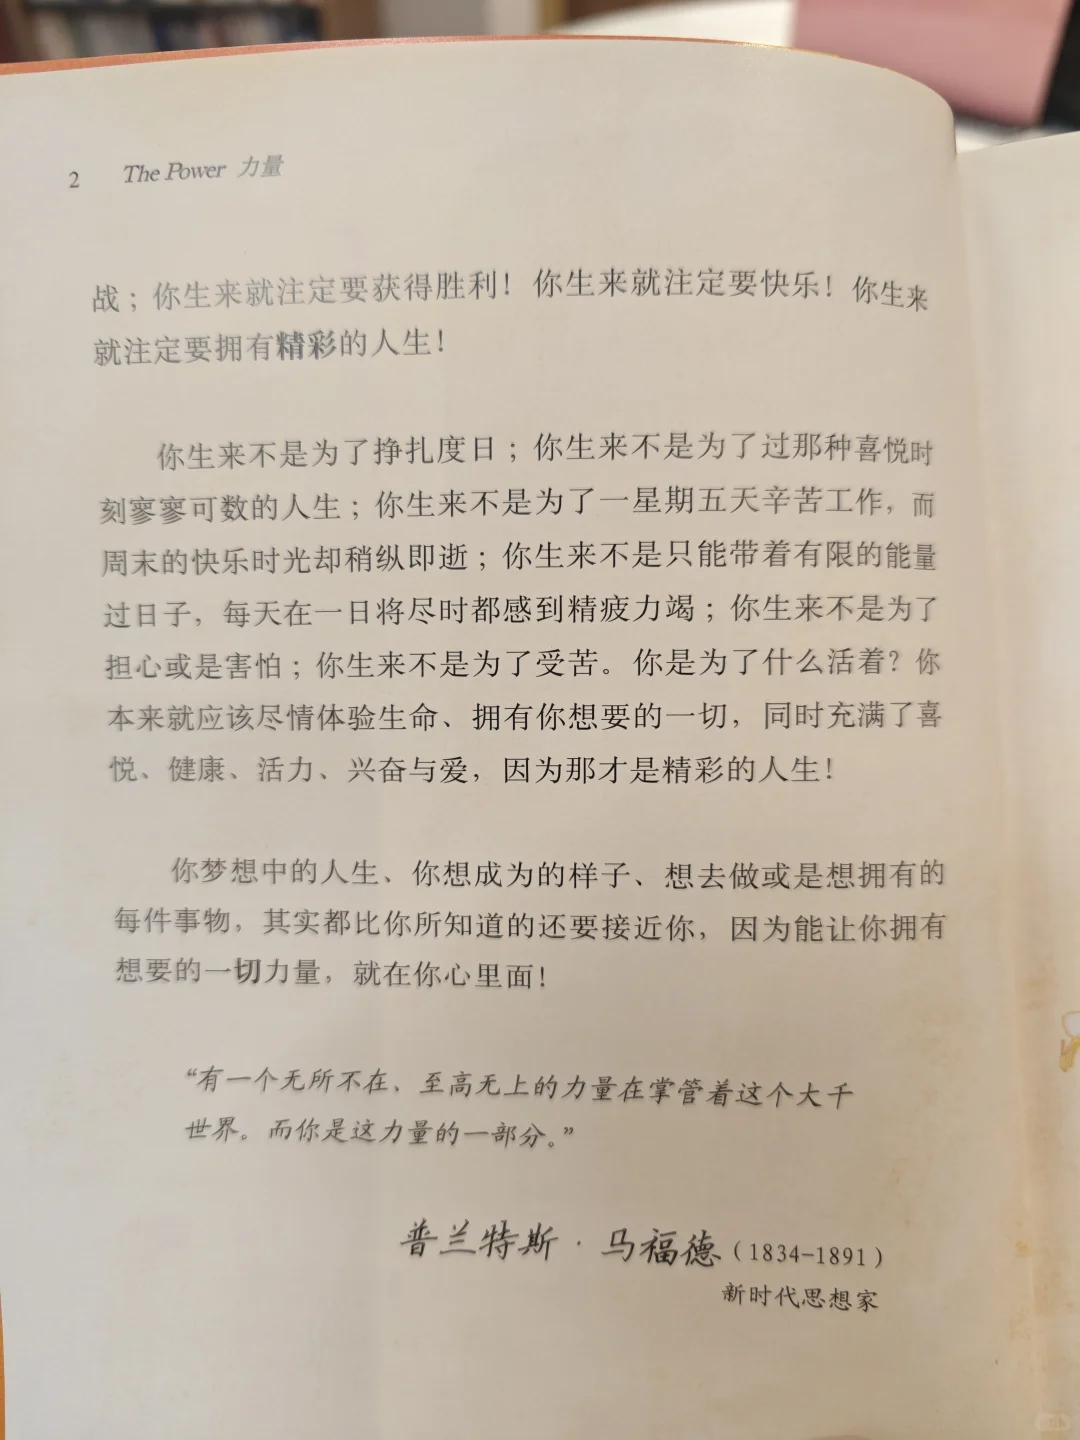 2 The Power 力量
战；你生来就注定要获得胜利！你生来就注定要快乐！你生来
就注定要拥有精彩的人生！
你生来不是为了挣扎度日；你生来不是为了过那种喜悦时
刻寥寥可数的人生；你生来不是为了一星期五天辛苦工作，而
周末的快乐时光却稍纵即逝；你生来不是只能带着有限的能量
过日子，每天在一日将尽时都感到精疲力竭；你生来不是为了
担心或是害怕；你生来不是为了受苦。你是为了什么活着？你
本来就应该尽情体验生命、拥有你想要的一切，同时充满了喜
悦、健康、活力、兴奋与爱，因为那才是精彩的人生！
你梦想中的人生、你想成为的样子、想去做或是想拥有的
每件事物，其实都比你所知道的还要接近你，因为能让你拥有
想要的一切力量，就在你心里面！
“有一个无所不在、至高无上的力量在掌管着这个大千
世界。而你是这力量的一部分。”
普兰特斯·马福德（1834-1891）
新时代思想家